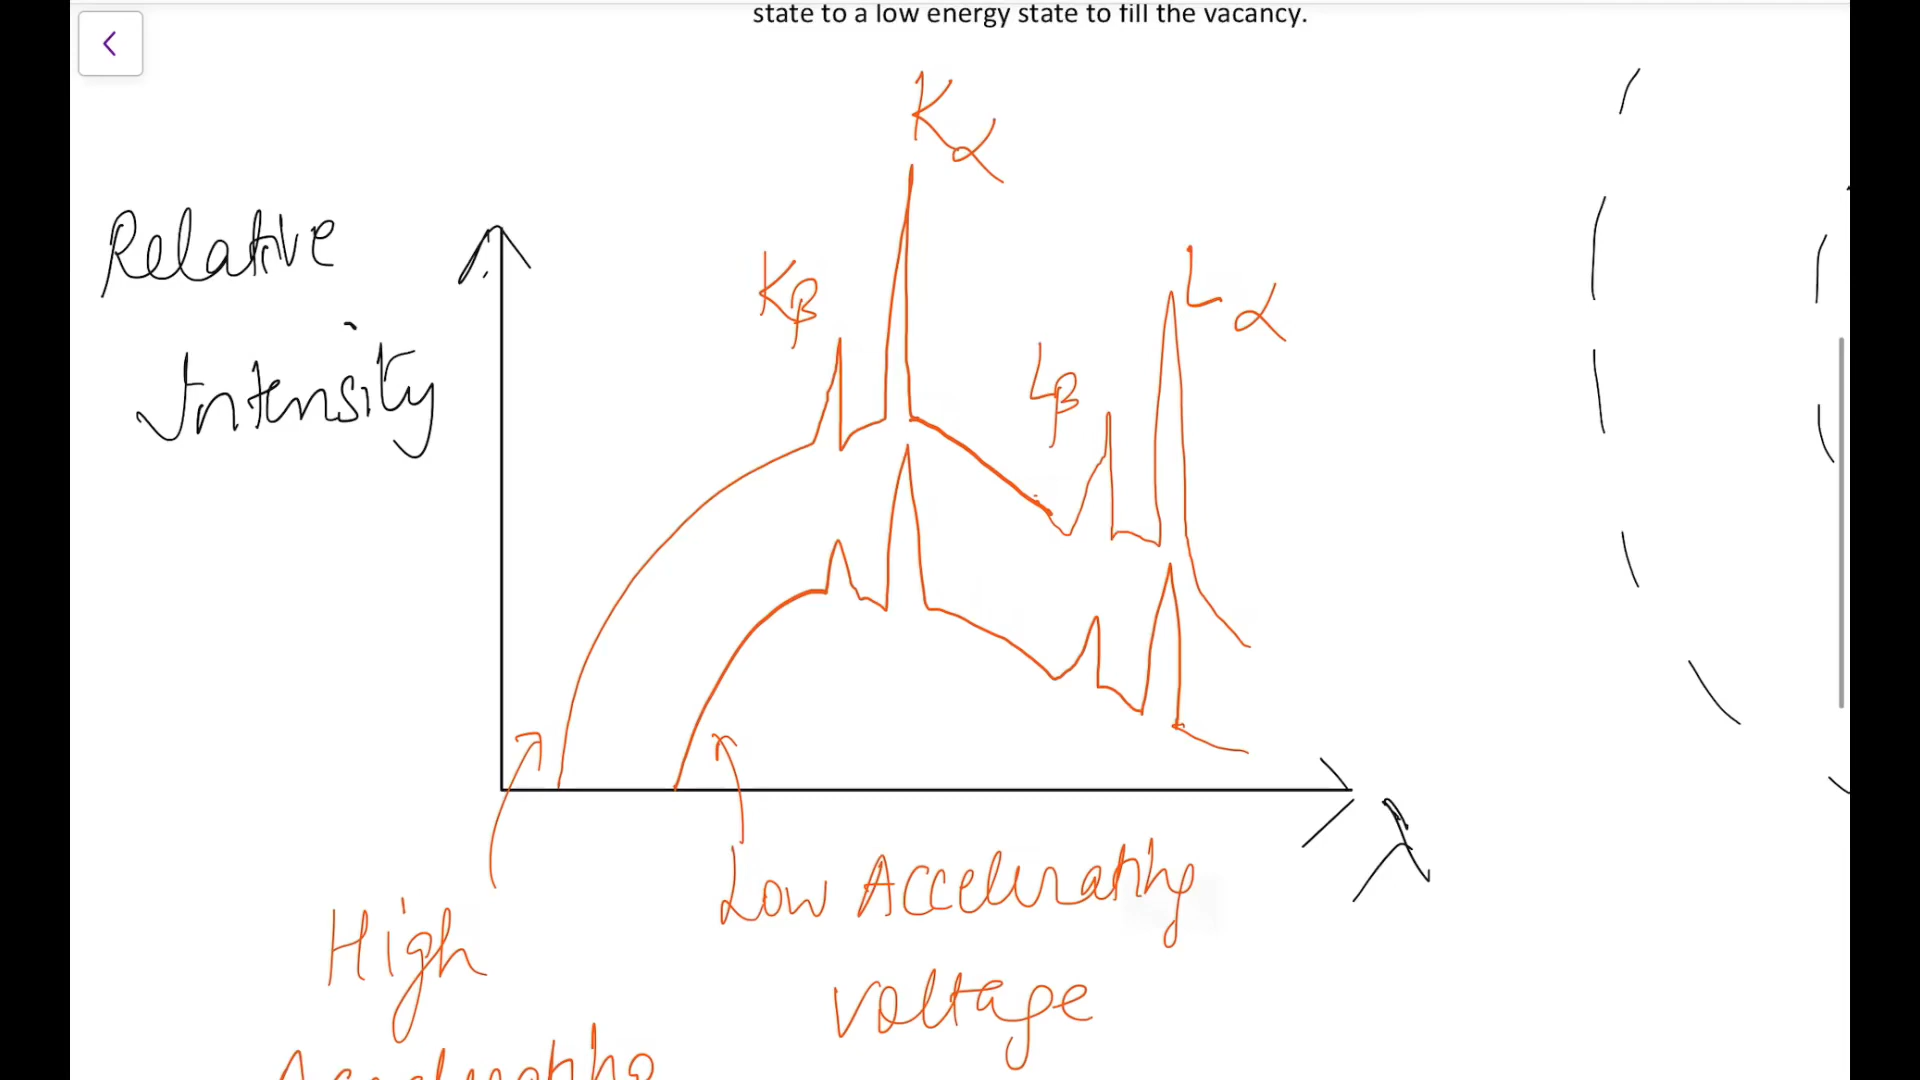 state to a low energy state to fill the vacancy.
Kα
Relative
Intensity
Kβ
Lα
Lβ
λ
Low Accelerating
Voltage
High
Accelerating